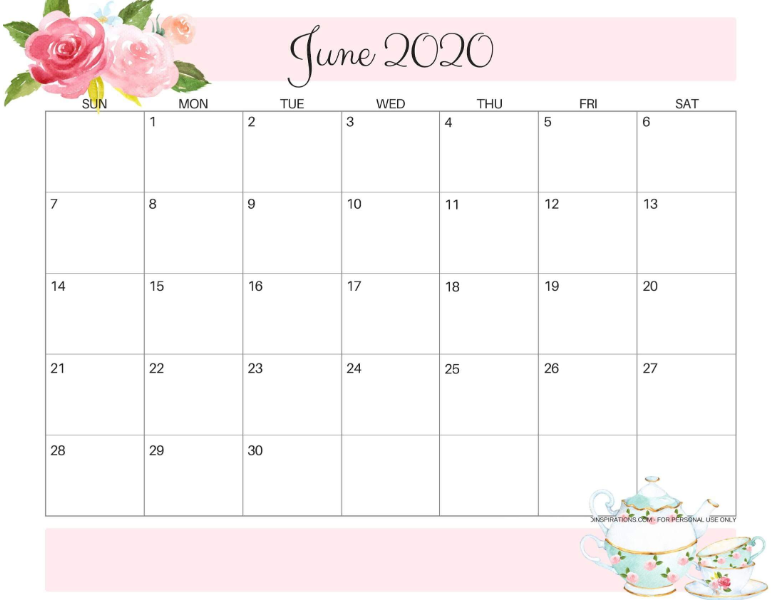 June 2020
SUN MON TUE WED THU FRI SAT
1 2 3 4 5 6
7 8 9 10 11 12 13
14 15 16 17 18 19 20
21 22 23 24 25 26 27
28 29 30
INSPIRATIONS.COM - FOR PERSONAL USE ONLY